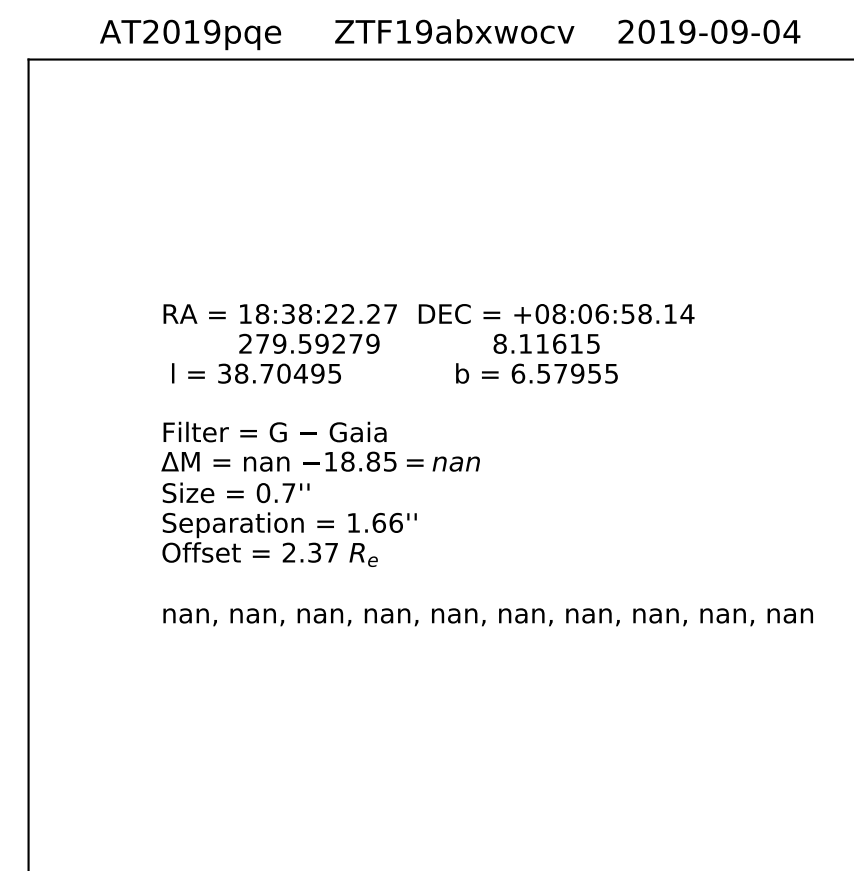 AT2019pqe ZTF19abxwocv 2019-09-04
RA = 18:38:22.27 DEC = +08:06:58.14
279.59279 8.11615
l = 38.70495 b = 6.57955
Filter = G − Gaia
ΔM = nan −18.85 = nan
Size = 0.7''
Separation = 1.66''
Offset = 2.37 Rₑ
nan, nan, nan, nan, nan, nan, nan, nan, nan, nan